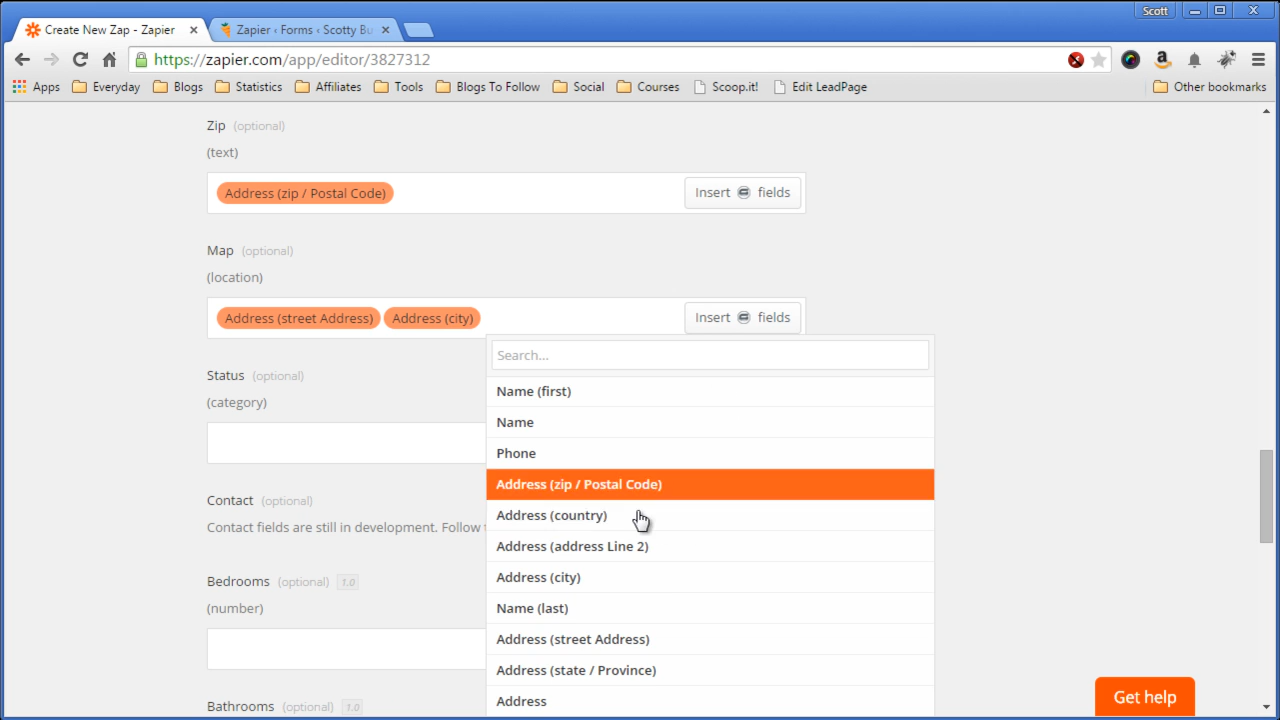 Scott
Create New Zap - Zapier
Zapier ‹ Forms ‹ Scotty Bu
https://zapier.com/app/editor/3827312
Apps Everyday Blogs Statistics Affiliates Tools Blogs To Follow Social Courses Scoop.it! Edit LeadPage Other bookmarks
Zip (optional)
(text)
Address (zip / Postal Code) Insert fields
Map (optional)
(location)
Address (street Address) Address (city) Insert fields
Search...
Status (optional)
Name (first)
(category)
Name
Phone
Address (zip / Postal Code)
Contact (optional)
Address (country)
Contact fields are still in development. Follow
Address (address Line 2)
Bedrooms (optional) 1.0
Address (city)
(number)
Name (last)
Address (street Address)
Address (state / Province)
Bathrooms (optional) 1.0
Address
Get help